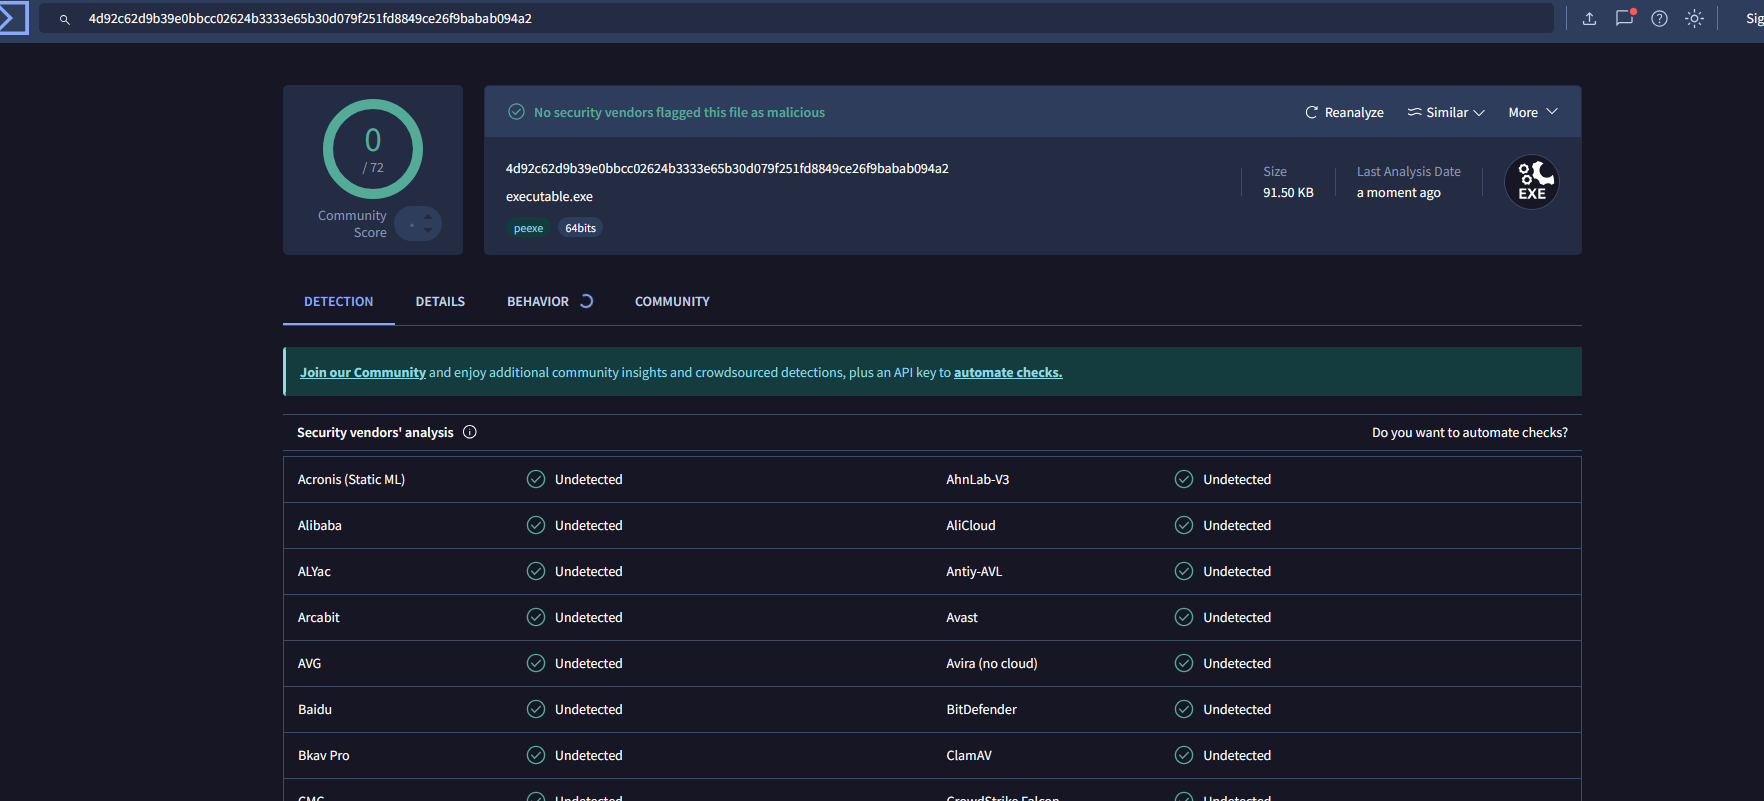 4d92c62d9b39e0bbcc02624b3333e65b30d079f251fd8849ce26f9babab094a2
Sig
0
/ 72
Community
Score
No security vendors flagged this file as malicious
Reanalyze
Similar
More
4d92c62d9b39e0bbcc02624b3333e65b30d079f251fd8849ce26f9babab094a2
executable.exe
peexe
64bits
Size
91.50 KB
Last Analysis Date
a moment ago
EXE
DETECTION
DETAILS
BEHAVIOR
COMMUNITY
Join our Community and enjoy additional community insights and crowdsourced detections, plus an API key to automate checks.
Security vendors' analysis
Do you want to automate checks?
Acronis (Static ML) Undetected AhnLab-V3 Undetected
Alibaba Undetected AliCloud Undetected
ALYac Undetected Antiy-AVL Undetected
Arcabit Undetected Avast Undetected
AVG Undetected Avira (no cloud) Undetected
Baidu Undetected BitDefender Undetected
Bkav Pro Undetected ClamAV Undetected
CMC Undetected CrowdStrike Falcon Undetected